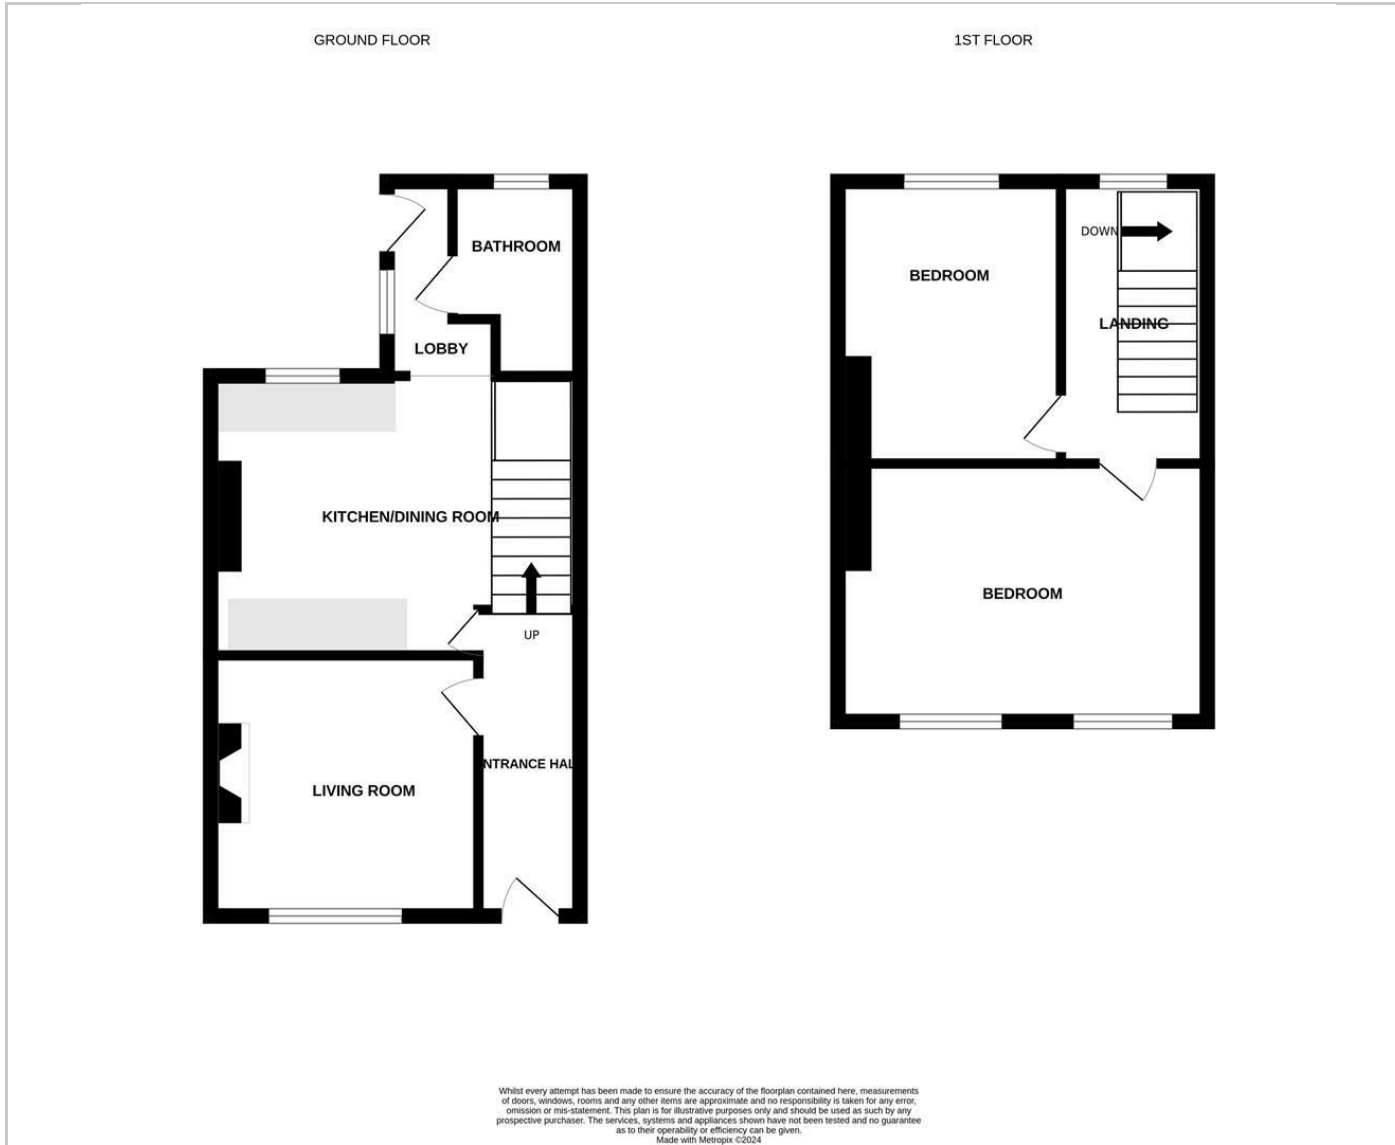 GROUND FLOOR
1ST FLOOR
BATHROOM
LOBBY
KITCHEN/DINING ROOM
UP
NTRANCE HAL
LIVING ROOM
BEDROOM
DOWN
LANDING
BEDROOM
Whilst every attempt has been made to ensure the accuracy of the floorplan contained here, measurements
of doors, windows, rooms and any other items are approximate and no responsibility is taken for any error,
omission or mis-statement. This plan is for illustrative purposes only and should be used as such by any
prospective purchaser. The services, systems and appliances shown have not been tested and no guarantee
as to their operability or efficiency can be given.
Made with Metropix ©2024